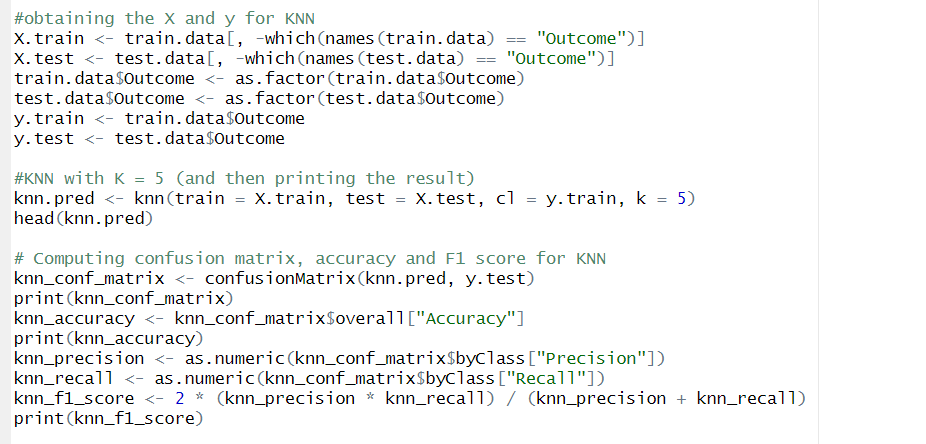 #obtaining the X and y for KNN
X.train <- train.data[, -which(names(train.data) == "Outcome")]
X.test <- test.data[, -which(names(test.data) == "Outcome")]
train.data$Outcome <- as.factor(train.data$Outcome)
test.data$Outcome <- as.factor(test.data$Outcome)
y.train <- train.data$Outcome
y.test <- test.data$Outcome
#KNN with K = 5 (and then printing the result)
knn.pred <- knn(train = X.train, test = X.test, cl = y.train, k = 5)
head(knn.pred)
# Computing confusion matrix, accuracy and F1 score for KNN
knn_conf_matrix <- confusionMatrix(knn.pred, y.test)
print(knn_conf_matrix)
knn_accuracy <- knn_conf_matrix$overall["Accuracy"]
print(knn_accuracy)
knn_precision <- as.numeric(knn_conf_matrix$byClass["Precision"])
knn_recall <- as.numeric(knn_conf_matrix$byClass["Recall"])
knn_f1_score <- 2 * (knn_precision * knn_recall) / (knn_precision + knn_recall)
print(knn_f1_score)